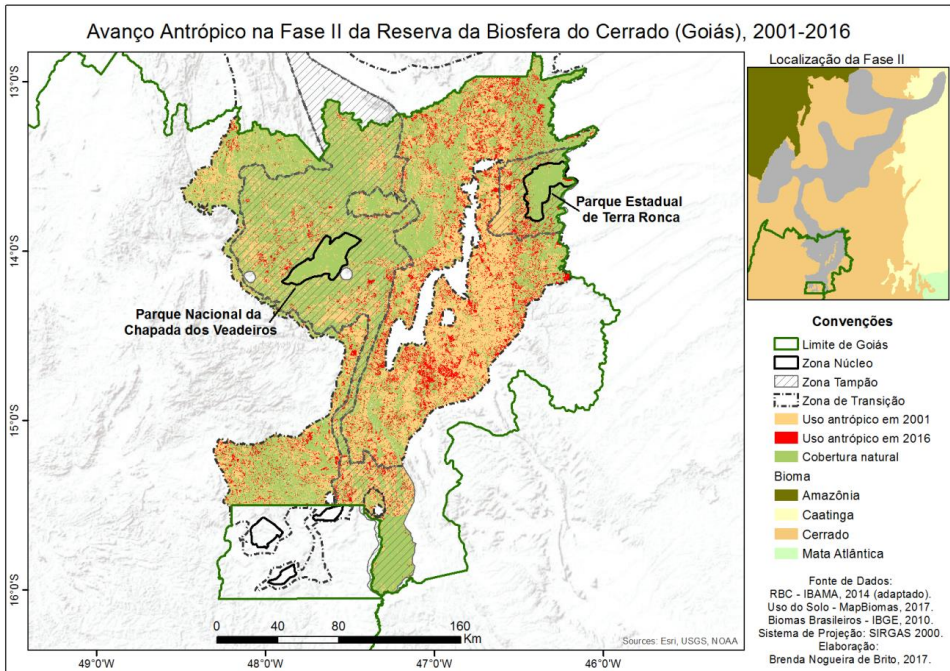 Avanço Antrópico na Fase II da Reserva da Biosfera do Cerrado (Goiás), 2001-2016
Localização da Fase II
13°0'S
14°0'S
15°0'S
16°0'S
Parque Estadual
de Terra Ronca
Parque Nacional da
Chapada dos Veadeiros
Convenções
Limite de Goiás
Zona Núcleo
Zona Tampão
Zona de Transição
Uso antrópico em 2001
Uso antrópico em 2016
Cobertura natural
Bioma
Amazônia
Caatinga
Cerrado
Mata Atlântica
Fonte de Dados:
RBC - IBAMA, 2014 (adaptado).
Uso do Solo - MapBiomas, 2017.
Biomas Brasileiros - IBGE, 2010.
Sistema de Projeção: SIRGAS 2000.
Elaboração:
Brenda Nogueira de Brito, 2017.
0 40 80 120 160
Km
Sources: Esri, USGS, NOAA
49°0'W 48°0'W 47°0'W 46°0'W